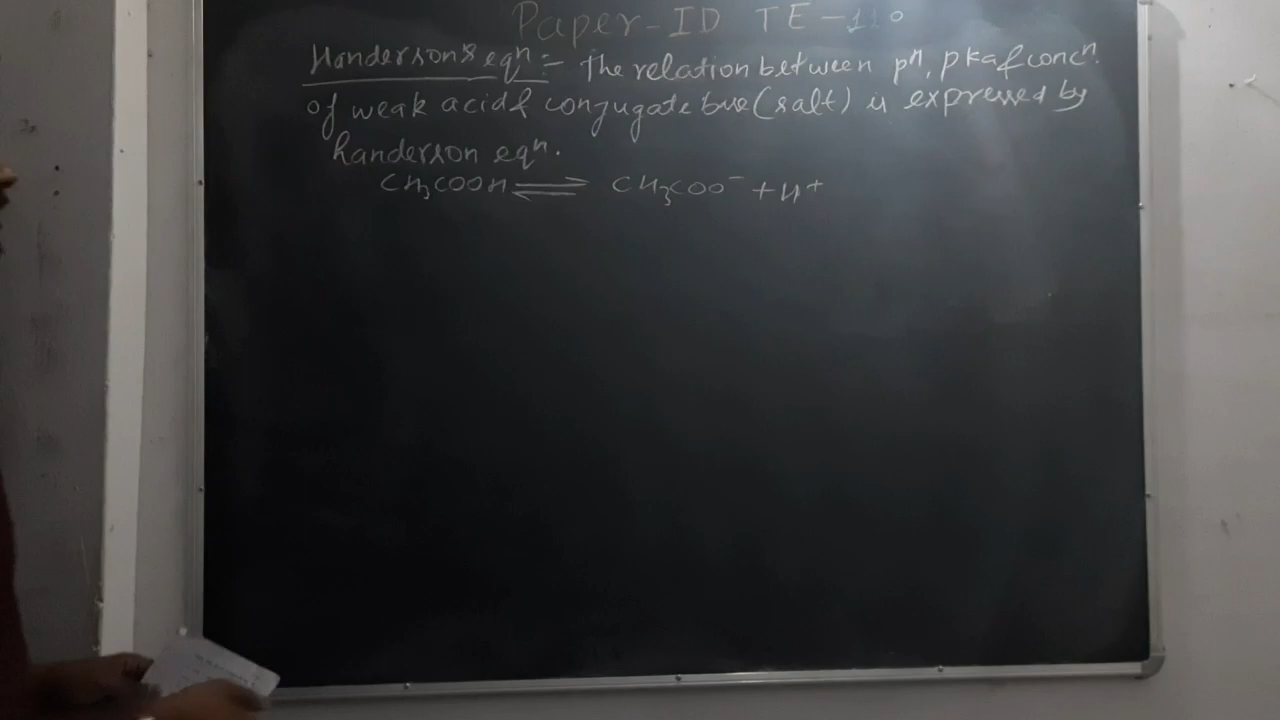 Paper-ID TE-110
Handerson's eqⁿ:- The relation between pᴴ, pka & concⁿ.
of weak acid & conjugate base (salt) is expressed by
handerson eqⁿ.
CH₃COOH ⇌ CH₃COO⁻ + H⁺